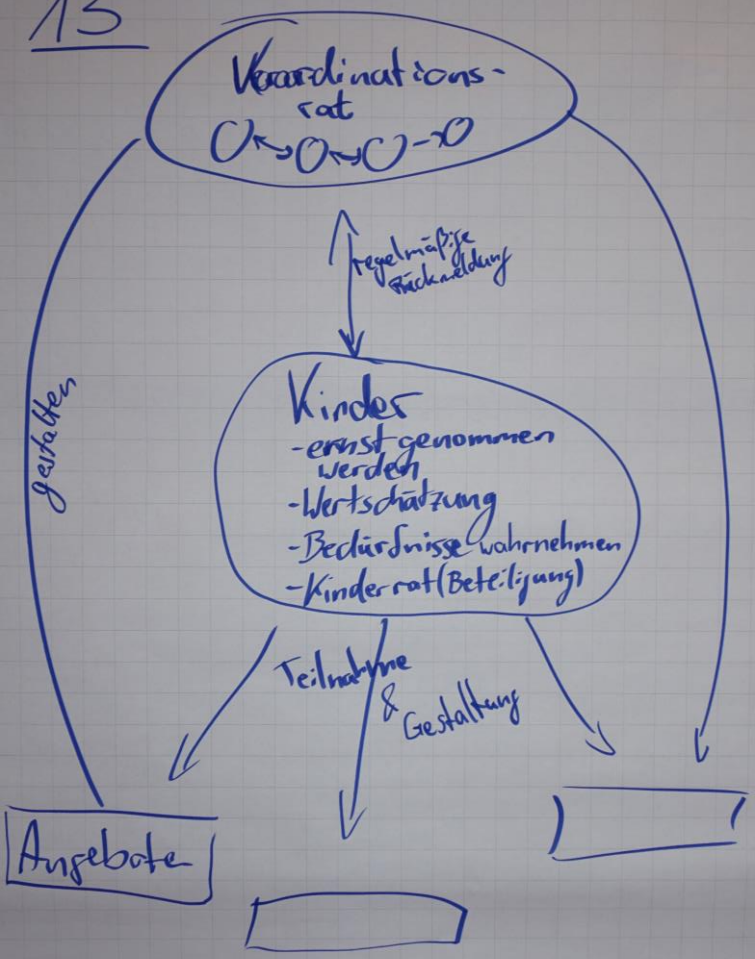 13
Koordinations-
rat
regelmäßige
Rückmeldung
Kinder
-ernst genommen
werden
-Wertschätzung
-Bedürfnisse wahrnehmen
-Kinderrat (Beteiligung)
gestalten
Teilnahme
&
Gestaltung
Angebote